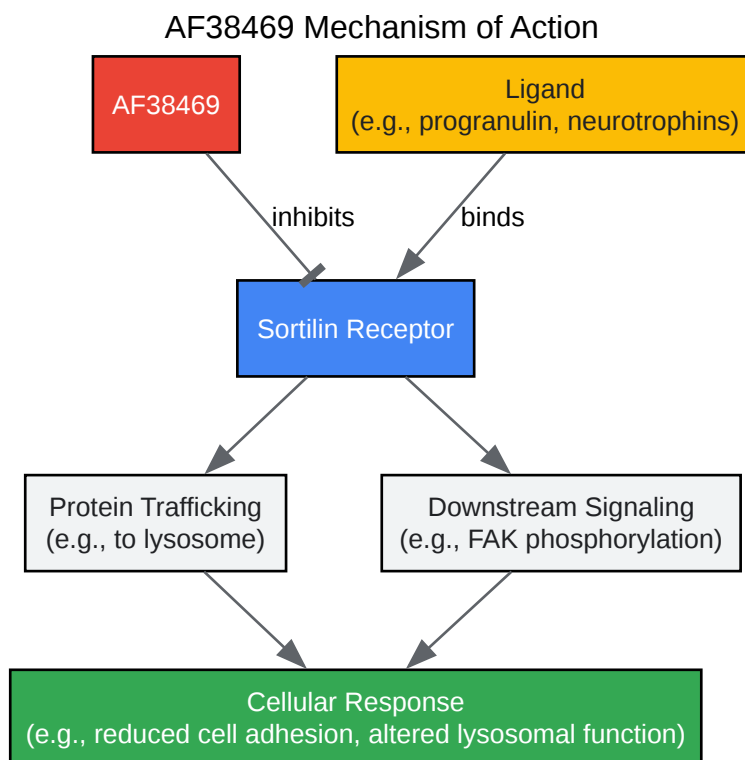 AF38469 Mechanism of Action
AF38469
Ligand
(e.g., progranulin, neurotrophins)
inhibits
binds
Sortilin Receptor
Protein Trafficking
(e.g., to lysosome)
Downstream Signaling
(e.g., FAK phosphorylation)
Cellular Response
(e.g., reduced cell adhesion, altered lysosomal function)